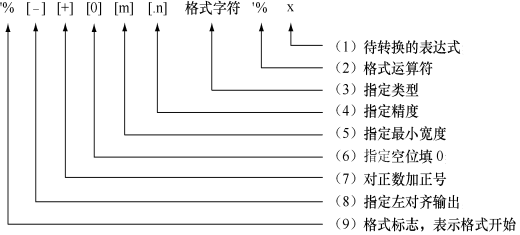 '% [－] [+] [0] [m] [.n] 格式字符 '% x
（1）待转换的表达式
（2）格式运算符
（3）指定类型
（4）指定精度
（5）指定最小宽度
（6）指定空位填 0
（7）对正数加正号
（8）指定左对齐输出
（9）格式标志，表示格式开始